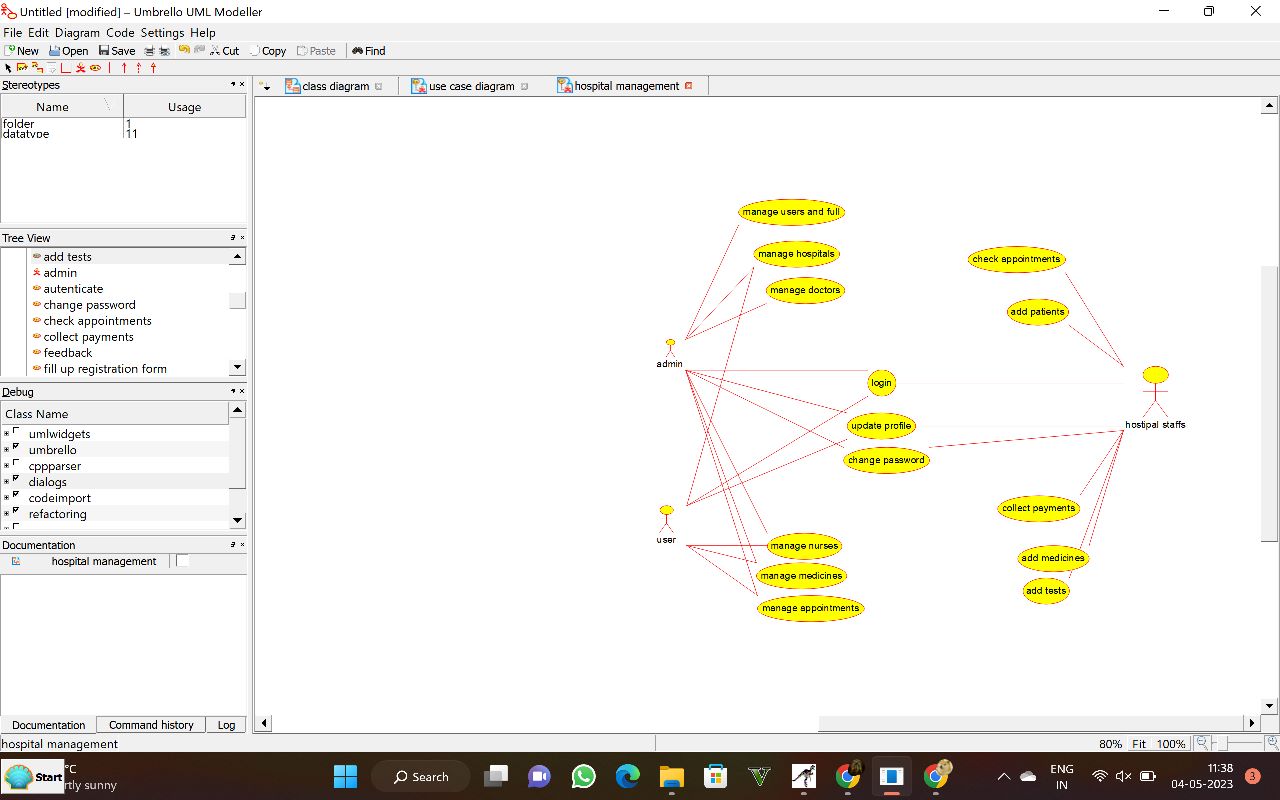 Untitled [modified] – Umbrello UML Modeller
File Edit Diagram Code Settings Help
New Open Save Cut Copy Paste Find
Stereotypes
class diagram use case diagram hospital management
Name Usage
folder 1
datatype 11
Tree View
add tests
admin
autenticate
change password
check appointments
collect payments
feedback
fill up registration form
Debug
Class Name
umlwidgets
umbrello
cppparser
dialogs
codeimport
refactoring
Documentation
hospital management
Documentation Command history Log
hospital management
manage users and full
manage hospitals
manage doctors
check appointments
add patients
admin
login
update profile
change password
hostipal staffs
user
manage nurses
manage medicines
manage appointments
collect payments
add medicines
add tests
80% Fit 100%
Start
°C
rtly sunny
Search
ENG
IN
11:38
04-05-2023
3